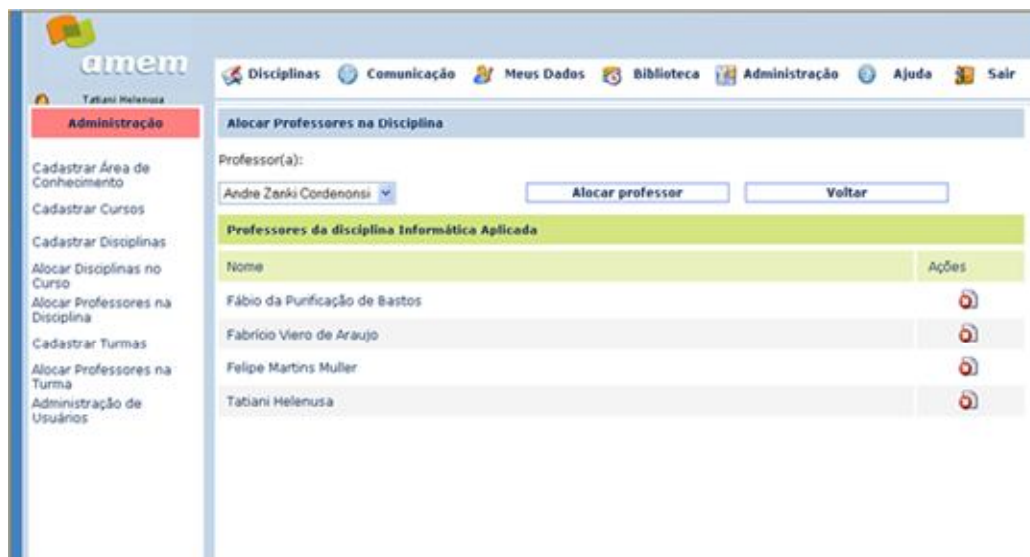 amem
Tatiani Helenusa
Disciplinas Comunicação Meus Dados Biblioteca Administração Ajuda Sair
Administração
Cadastrar Área de
Conhecimento
Cadastrar Cursos
Cadastrar Disciplinas
Alocar Disciplinas no
Curso
Alocar Professores na
Disciplina
Cadastrar Turmas
Alocar Professores na
Turma
Administração de
Usuários
Alocar Professores na Disciplina
Professor(a):
Andre Zanki Cordenonsi
Alocar professor Voltar
Professores da disciplina Informática Aplicada
Nome Ações
Fábio da Purificação de Bastos
Fabrício Viero de Araujo
Felipe Martins Muller
Tatiani Helenusa